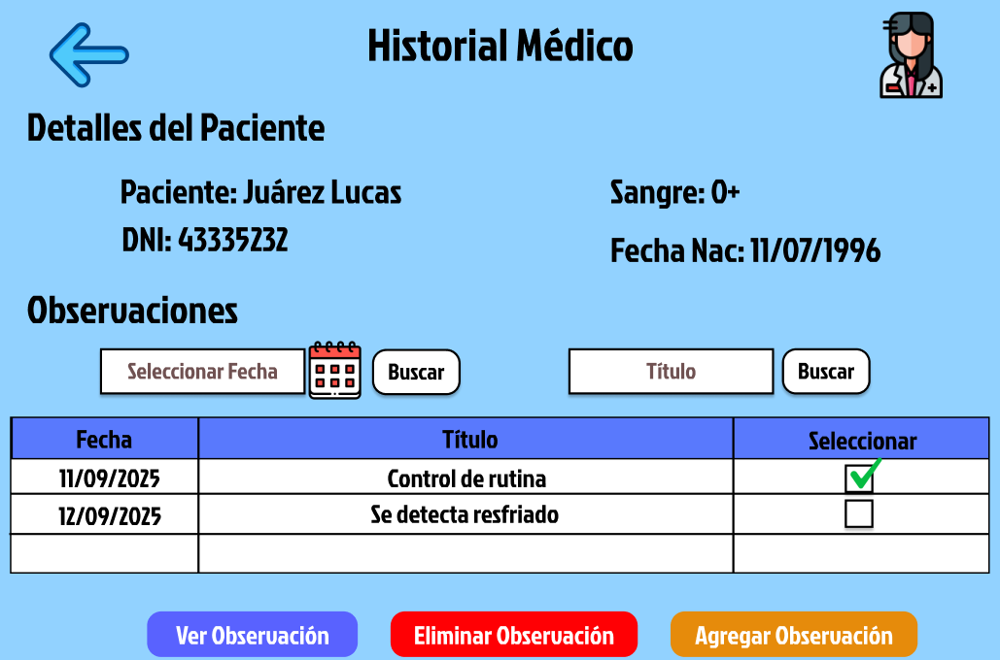 Historial Médico
Detalles del Paciente
Paciente: Juárez Lucas
Sangre: O+
DNI: 43335232
Fecha Nac: 11/07/1996
Observaciones
Seleccionar Fecha
Buscar
Título
Buscar
Fecha Título Seleccionar
11/09/2025 Control de rutina
12/09/2025 Se detecta resfriado
Ver Observación
Eliminar Observación
Agregar Observación